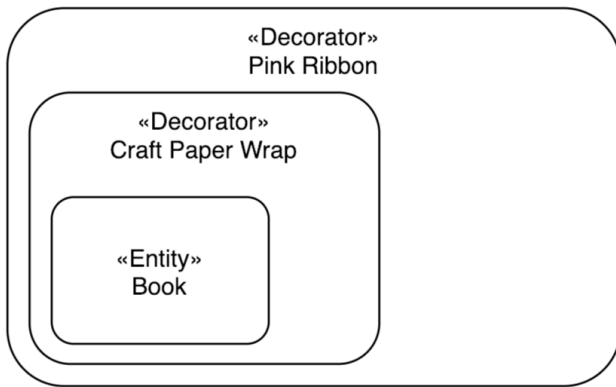 «Decorator»
Pink Ribbon
«Decorator»
Craft Paper Wrap
«Entity»
Book